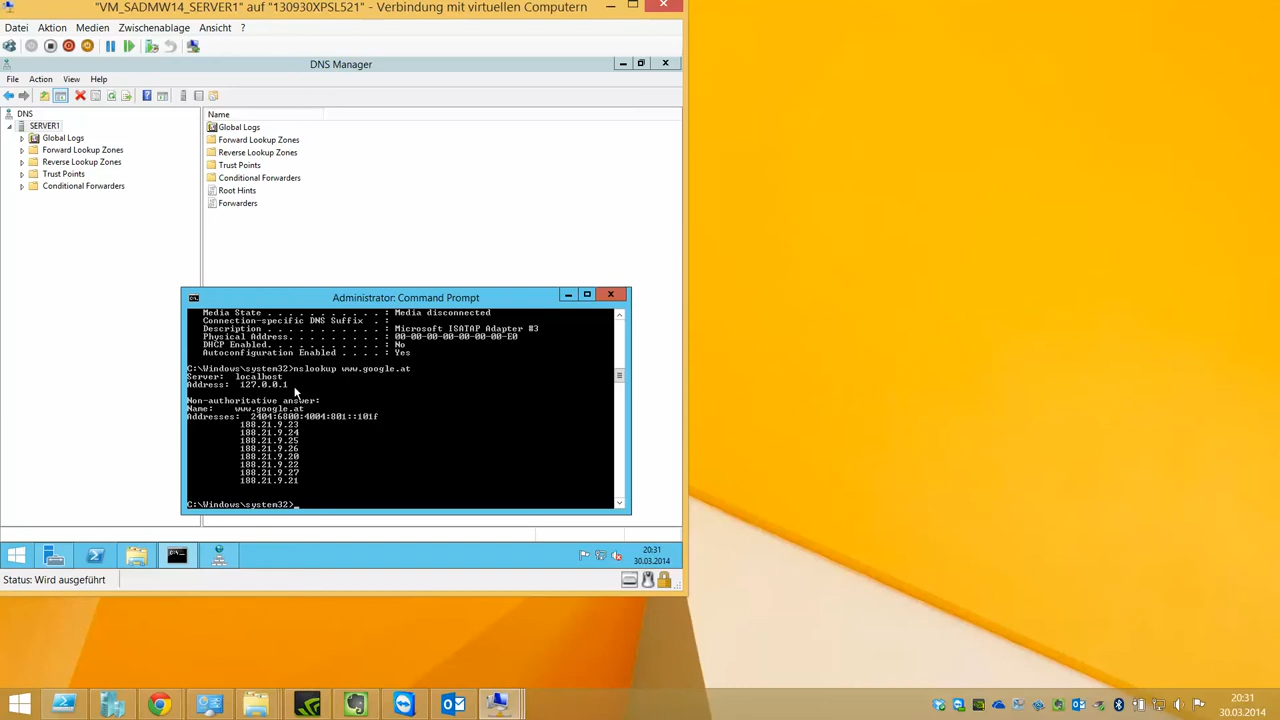 "VM_SADMW14_SERVER1" auf "130930XPSL521" - Verbindung mit virtuellen Computern
Datei Aktion Medien Zwischenablage Ansicht ?
DNS Manager
File Action View Help
DNS
SERVER1
Global Logs
Forward Lookup Zones
Reverse Lookup Zones
Trust Points
Conditional Forwarders
Name
Global Logs
Forward Lookup Zones
Reverse Lookup Zones
Trust Points
Conditional Forwarders
Root Hints
Forwarders
Administrator: Command Prompt
Media State . . . . . . . . . . . : Media disconnected
Connection-specific DNS Suffix . :
Description . . . . . . . . . . . : Microsoft ISATAP Adapter #3
Physical Address. . . . . . . . . : 00-00-00-00-00-00-00-E0
DHCP Enabled. . . . . . . . . . . : No
Autoconfiguration Enabled . . . . : Yes
C:\Windows\system32>nslookup www.google.at
Server: localhost
Address: 127.0.0.1
Non-authoritative answer:
Name: www.google.at
Addresses: 2404:6800:4004:801::101f
188.21.9.23
188.21.9.24
188.21.9.25
188.21.9.26
188.21.9.20
188.21.9.22
188.21.9.27
188.21.9.21
C:\Windows\system32>_
20:31
30.03.2014
Status: Wird ausgeführt
20:31
30.03.2014